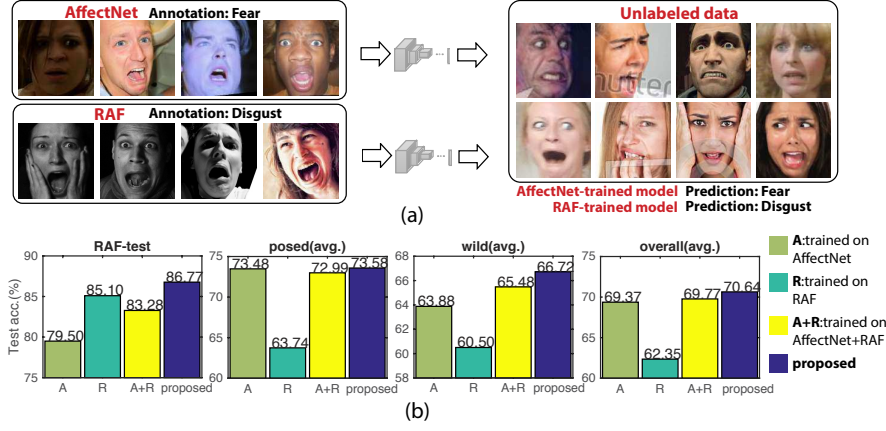 AffectNet Annotation: Fear
Unlabeled data
RAF Annotation: Disgust
AffectNet-trained model Prediction: Fear
RAF-trained model Prediction: Disgust
(a)
RAF-test
Test acc.(%)
90
85
80
75
79.50
85.10
83.28
86.77
A R A+R proposed
posed(avg.)
75
70
65
60
73.48
63.74
72.99
73.58
A R A+R proposed
wild(avg.)
68
66
64
62
60
58
63.88
60.50
65.48
66.72
A R A+R proposed
overall(avg.)
75
70
65
60
69.37
62.35
69.77
70.64
A R A+R proposed
A:trained on
AffectNet
R:trained on
RAF
A+R:trained on
AffectNet+RAF
proposed
(b)